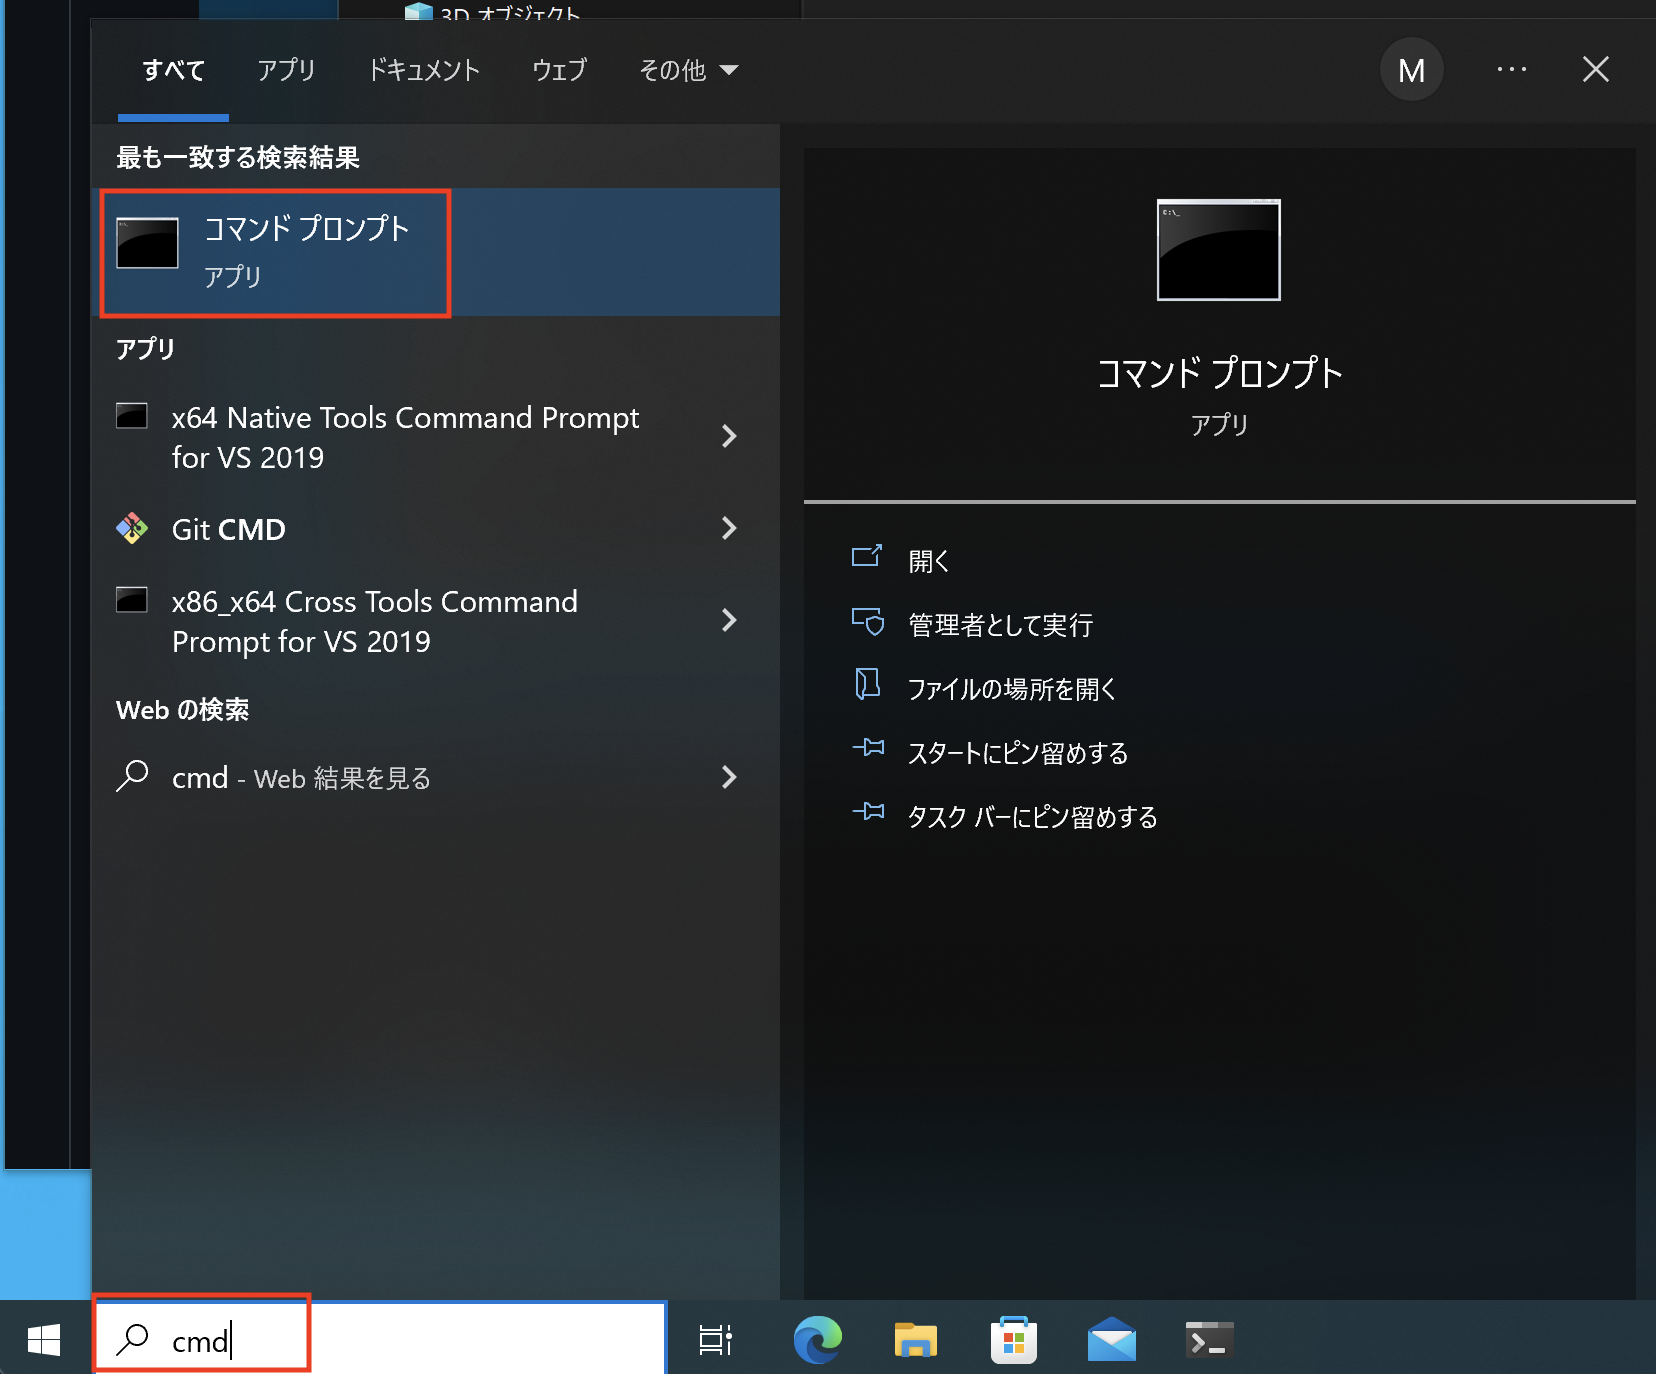 3D オブジェクト
すべて
アプリ
ドキュメント
ウェブ
その他
M
最も一致する検索結果
コマンド プロンプト
アプリ
アプリ
x64 Native Tools Command Prompt
for VS 2019
Git CMD
x86_x64 Cross Tools Command
Prompt for VS 2019
Web の検索
cmd - Web 結果を見る
コマンド プロンプト
アプリ
開く
管理者として実行
ファイルの場所を開く
スタートにピン留めする
タスク バーにピン留めする
cmd